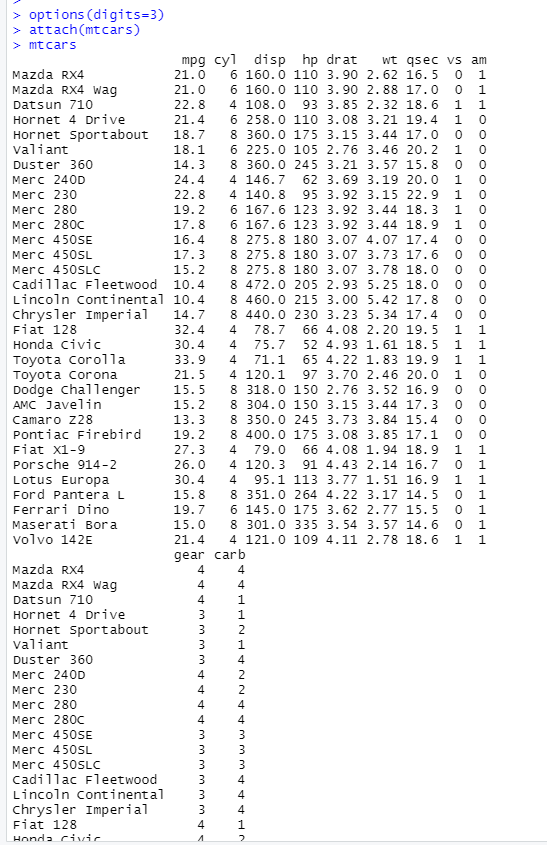 > options(digits=3)
> attach(mtcars)
> mtcars
                     mpg cyl  disp  hp drat   wt qsec vs am
Mazda RX4           21.0   6 160.0 110 3.90 2.62 16.5  0  1
Mazda RX4 Wag       21.0   6 160.0 110 3.90 2.88 17.0  0  1
Datsun 710          22.8   4 108.0  93 3.85 2.32 18.6  1  1
Hornet 4 Drive      21.4   6 258.0 110 3.08 3.21 19.4  1  0
Hornet Sportabout   18.7   8 360.0 175 3.15 3.44 17.0  0  0
Valiant             18.1   6 225.0 105 2.76 3.46 20.2  1  0
Duster 360          14.3   8 360.0 245 3.21 3.57 15.8  0  0
Merc 240D           24.4   4 146.7  62 3.69 3.19 20.0  1  0
Merc 230            22.8   4 140.8  95 3.92 3.15 22.9  1  0
Merc 280            19.2   6 167.6 123 3.92 3.44 18.3  1  0
Merc 280C           17.8   6 167.6 123 3.92 3.44 18.9  1  0
Merc 450SE          16.4   8 275.8 180 3.07 4.07 17.4  0  0
Merc 450SL          17.3   8 275.8 180 3.07 3.73 17.6  0  0
Merc 450SLC         15.2   8 275.8 180 3.07 3.78 18.0  0  0
Cadillac Fleetwood  10.4   8 472.0 205 2.93 5.25 18.0  0  0
Lincoln Continental 10.4   8 460.0 215 3.00 5.42 17.8  0  0
Chrysler Imperial   14.7   8 440.0 230 3.23 5.34 17.4  0  0
Fiat 128            32.4   4  78.7  66 4.08 2.20 19.5  1  1
Honda Civic         30.4   4  75.7  52 4.93 1.61 18.5  1  1
Toyota Corolla      33.9   4  71.1  65 4.22 1.83 19.9  1  1
Toyota Corona       21.5   4 120.1  97 3.70 2.46 20.0  1  0
Dodge Challenger    15.5   8 318.0 150 2.76 3.52 16.9  0  0
AMC Javelin         15.2   8 304.0 150 3.15 3.44 17.3  0  0
Camaro Z28          13.3   8 350.0 245 3.73 3.84 15.4  0  0
Pontiac Firebird    19.2   8 400.0 175 3.08 3.85 17.1  0  0
Fiat X1-9           27.3   4  79.0  66 4.08 1.94 18.9  1  1
Porsche 914-2       26.0   4 120.3  91 4.43 2.14 16.7  0  1
Lotus Europa        30.4   4  95.1 113 3.77 1.51 16.9  1  1
Ford Pantera L      15.8   8 351.0 264 4.22 3.17 14.5  0  1
Ferrari Dino        19.7   6 145.0 175 3.62 2.77 15.5  0  1
Maserati Bora       15.0   8 301.0 335 3.54 3.57 14.6  0  1
Volvo 142E          21.4   4 121.0 109 4.11 2.78 18.6  1  1
                    gear carb
Mazda RX4              4    4
Mazda RX4 Wag          4    4
Datsun 710             4    1
Hornet 4 Drive         3    1
Hornet Sportabout      3    2
Valiant                3    1
Duster 360             3    4
Merc 240D              4    2
Merc 230               4    2
Merc 280               4    4
Merc 280C              4    4
Merc 450SE             3    3
Merc 450SL             3    3
Merc 450SLC            3    3
Cadillac Fleetwood     3    4
Lincoln Continental    3    4
Chrysler Imperial      3    4
Fiat 128               4    1
Honda Civic            4    2